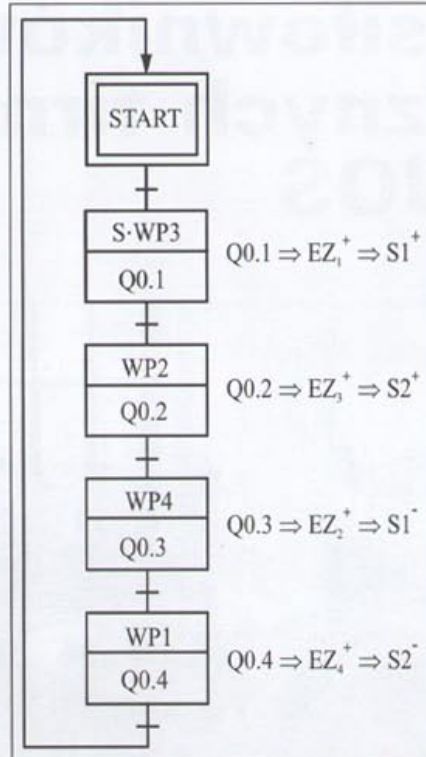 START
S·WP3
Q0.1
Q0.1 ⇒ EZ₁⁺ ⇒ S1⁺
WP2
Q0.2
Q0.2 ⇒ EZ₃⁺ ⇒ S2⁺
WP4
Q0.3
Q0.3 ⇒ EZ₂⁺ ⇒ S1⁻
WP1
Q0.4
Q0.4 ⇒ EZ₄⁺ ⇒ S2⁻